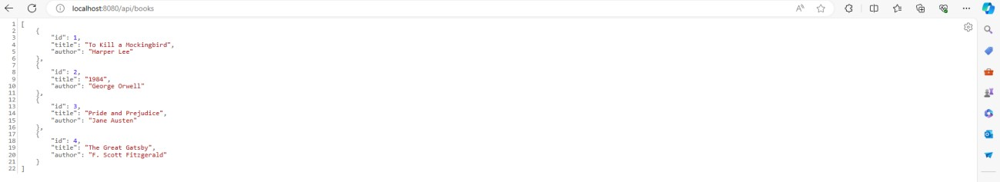 localhost:8080/api/books
1 [
2     {
3         "id": 1,
4         "title": "To Kill a Mockingbird",
5         "author": "Harper Lee"
6     },
7     {
8         "id": 2,
9         "title": "1984",
10         "author": "George Orwell"
11     },
12     {
13         "id": 3,
14         "title": "Pride and Prejudice",
15         "author": "Jane Austen"
16     },
17     {
18         "id": 4,
19         "title": "The Great Gatsby",
20         "author": "F. Scott Fitzgerald"
21     }
22 ]